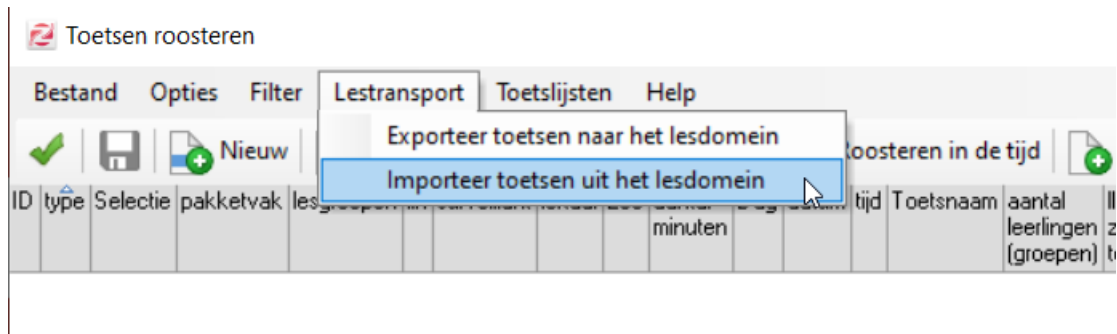 Toetsen roosteren
Bestand Opties Filter Lestransport Toetslijsten Help
Exporteer toetsen naar het lesdomein
Nieuw
Roosteren in de tijd
Importeer toetsen uit het lesdomein
ID type Selectie pakketvak tijd Toetsnaam aantal
minuten leerlingen
(groepen)